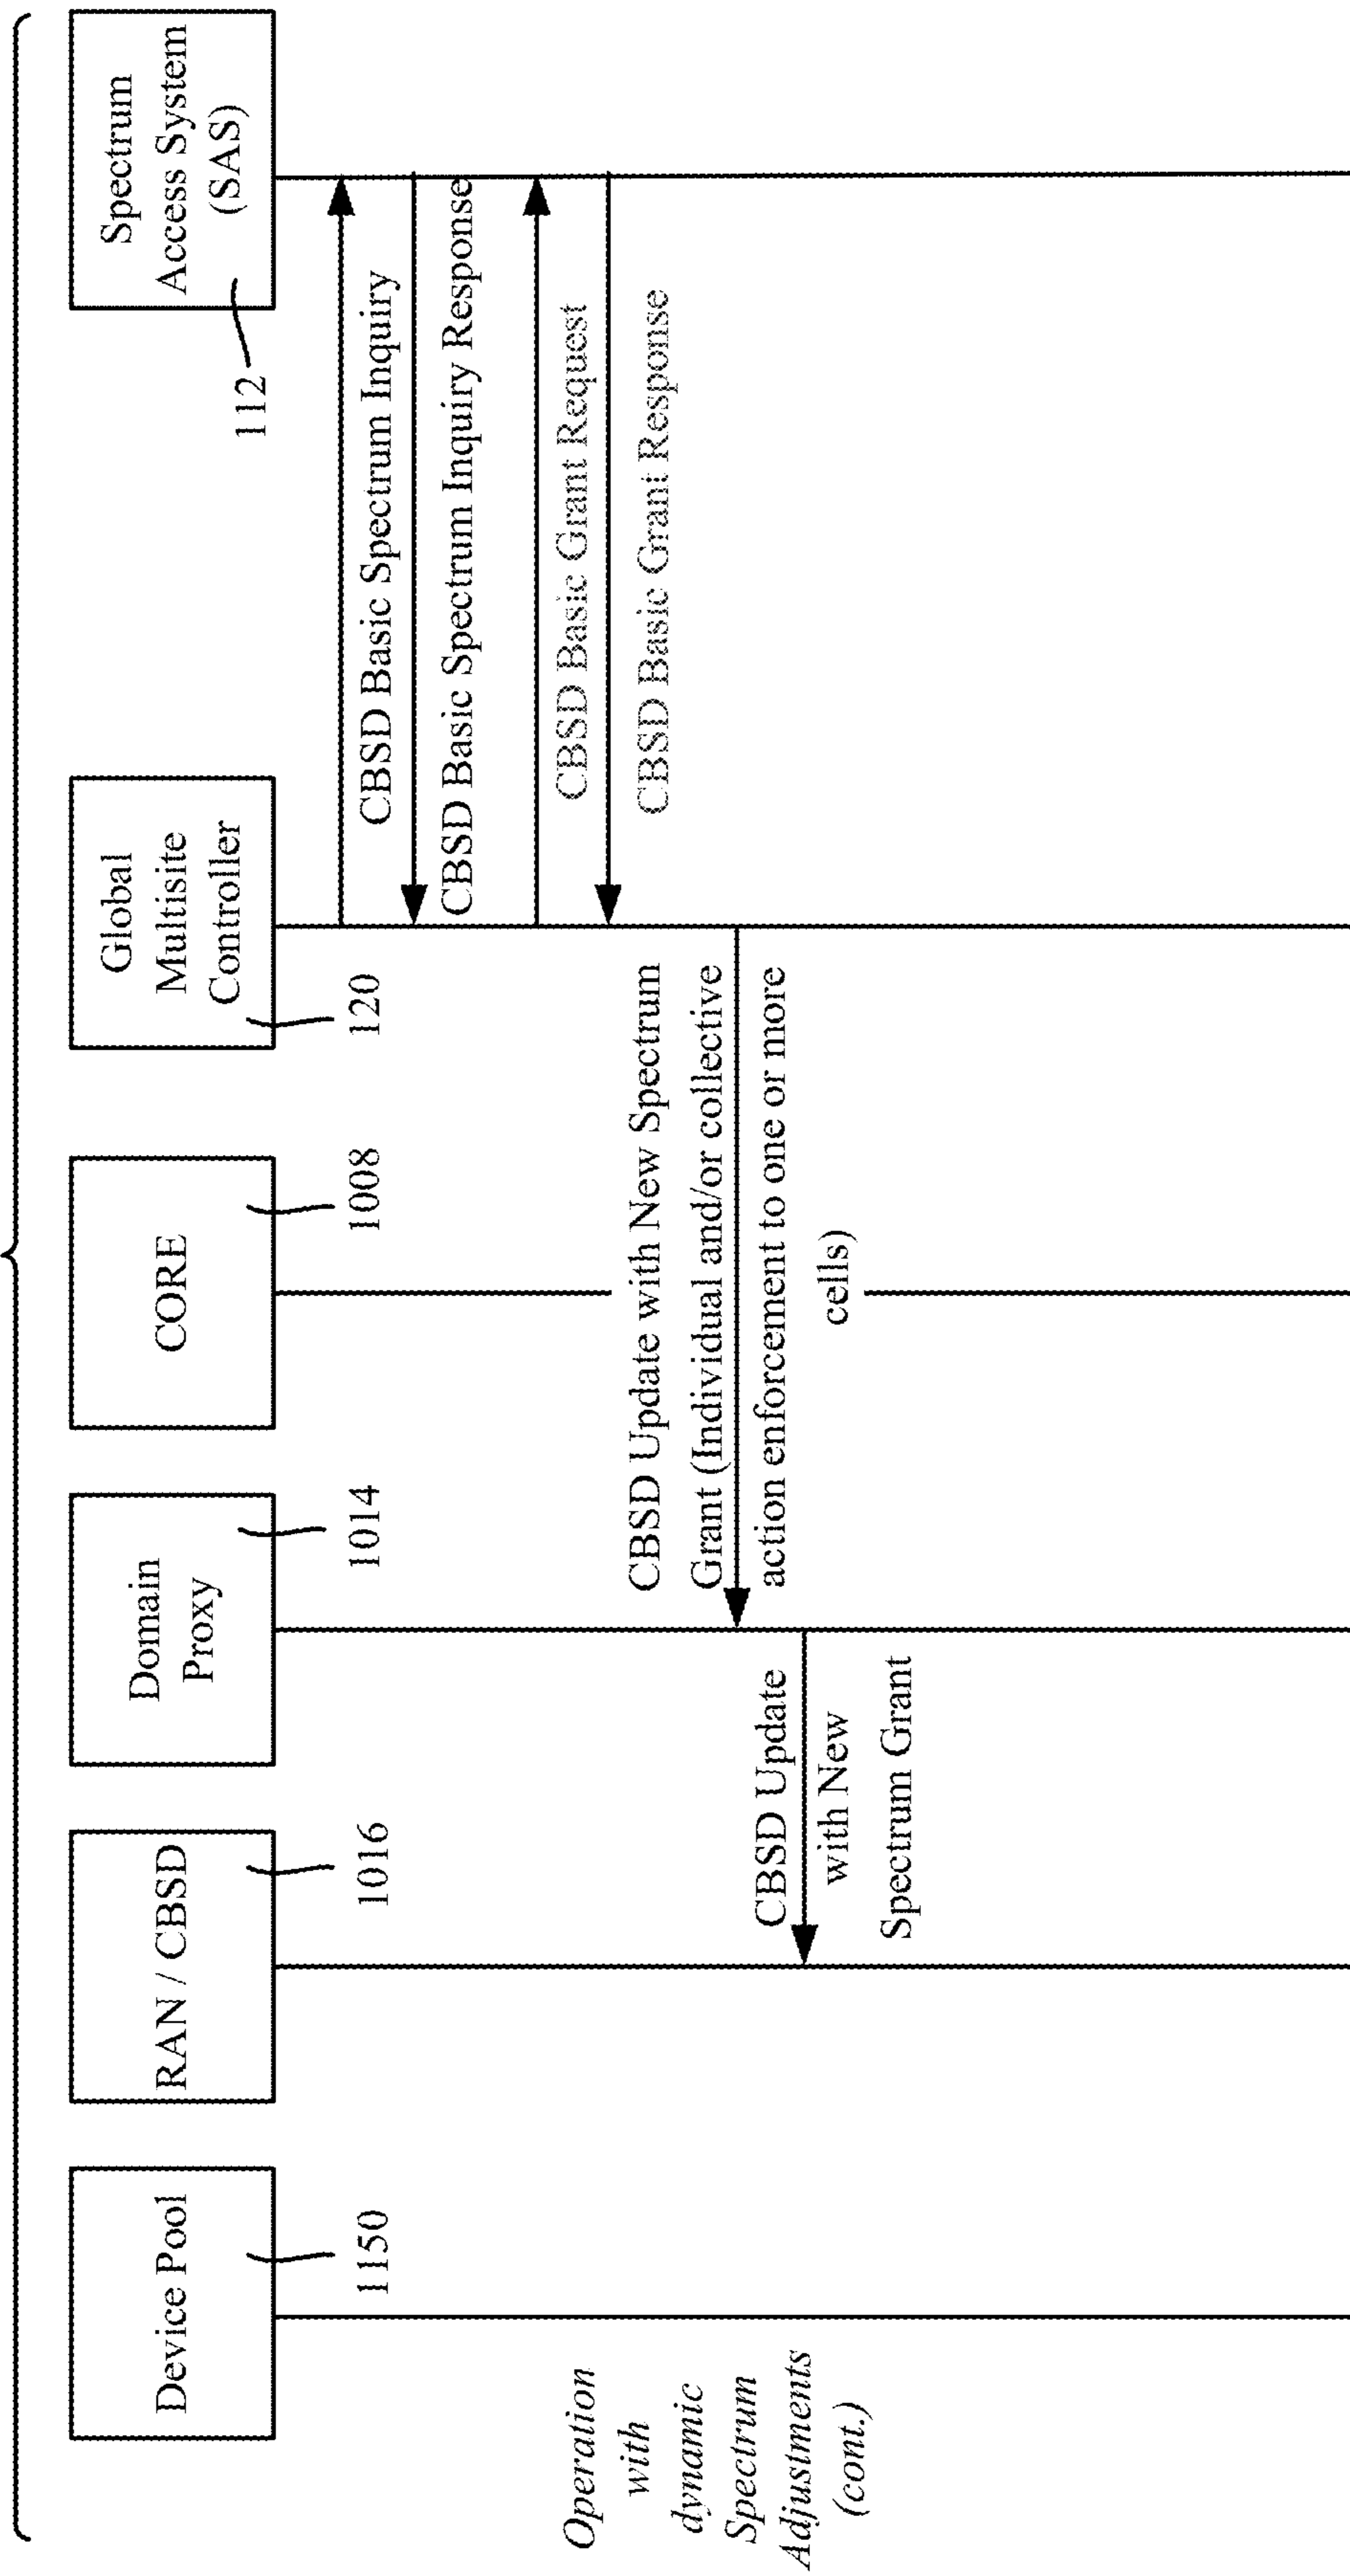 Device Pool
1150
RAN / CBSD
1016
Domain
Proxy
1014
CORE
1008
Global
Multisite
Controller
120
Spectrum
Access System
(SAS)
112
CBSD Basic Spectrum Inquiry
CBSD Basic Spectrum Inquiry Response
CBSD Basic Grant Request
CBSD Basic Grant Response
Operation
with
dynamic
Spectrum
Adjustments
(cont.)
CBSD Update with New Spectrum
Grant (Individual and/or collective
action enforcement to one or more
cells)
CBSD Update
with New
Spectrum Grant